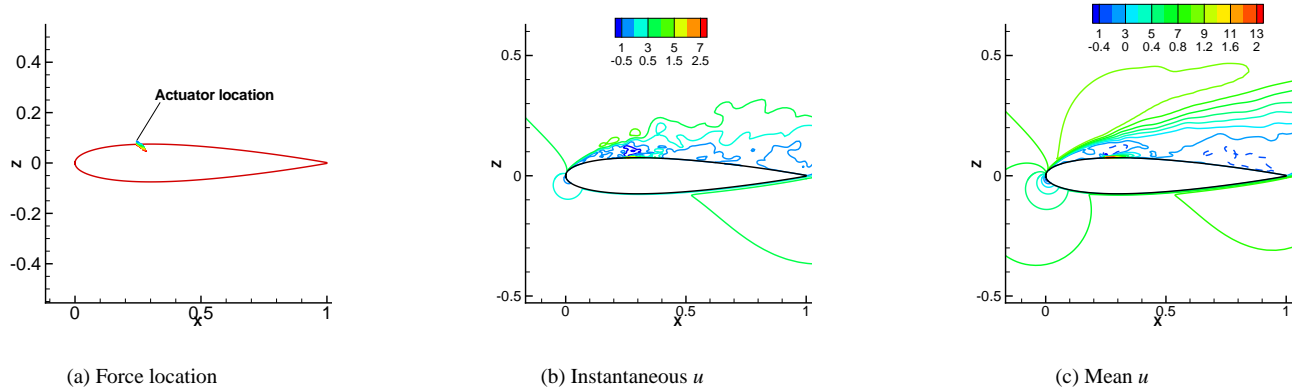 0.4
0.2
0
-0.2
-0.4
z
Actuator location
0
0.5
1
x
1 3 5 7
-0.5 0.5 1.5 2.5
0.5
0
-0.5
z
0
0.5
1
x
1 3 5 7 9 11 13
-0.4 0 0.4 0.8 1.2 1.6 2
0.5
0
-0.5
z
0
0.5
1
x
(a) Force location
(b) Instantaneous u
(c) Mean u